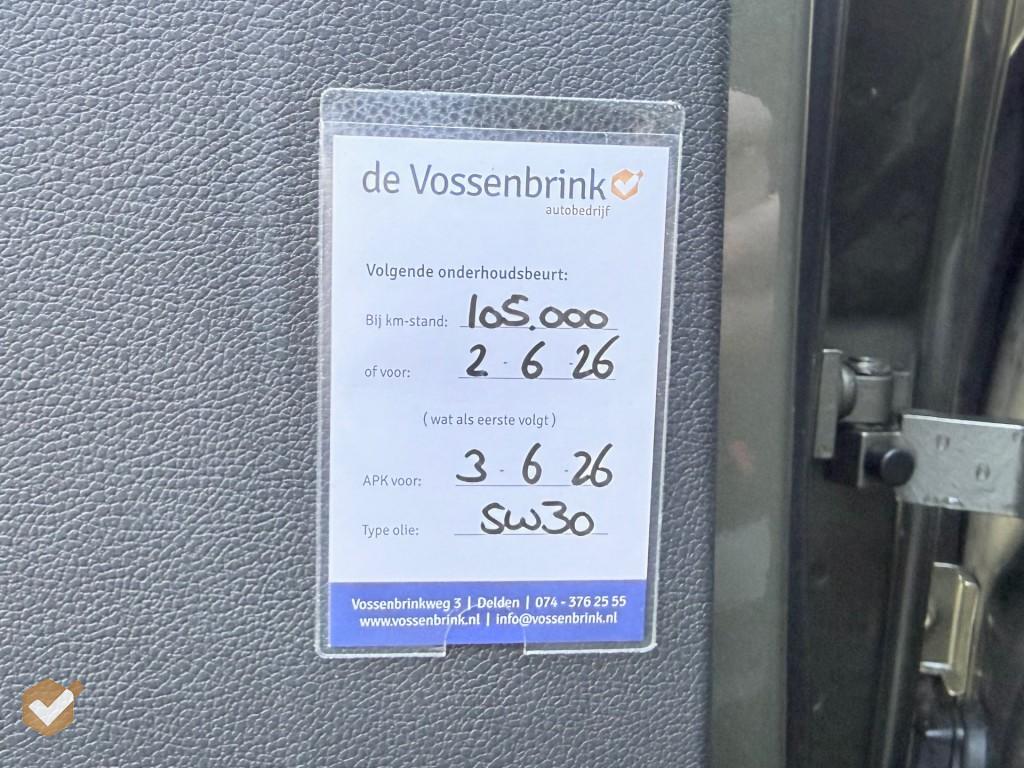 de Vossenbrink
autobedrijf
Volgende onderhoudsbeurt:
Bij km-stand: 105.000
of voor: 2 - 6 - 26
( wat als eerste volgt )
APK voor: 3 - 6 - 26
Type olie: 5W30
Vossenbrinkweg 3 | Delden | 074 - 376 25 55
www.vossenbrink.nl | info@vossenbrink.nl